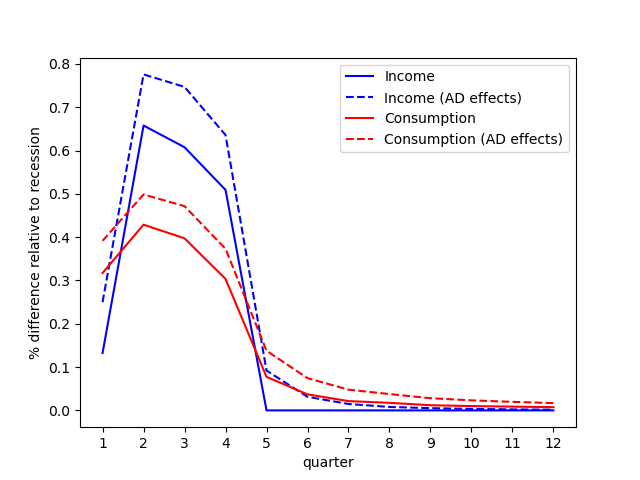 0.8
0.7
0.6
0.5
0.4
0.3
0.2
0.1
0.0
% difference relative to recession
Income
Income (AD effects)
Consumption
Consumption (AD effects)
1 2 3 4 5 6 7 8 9 10 11 12
quarter